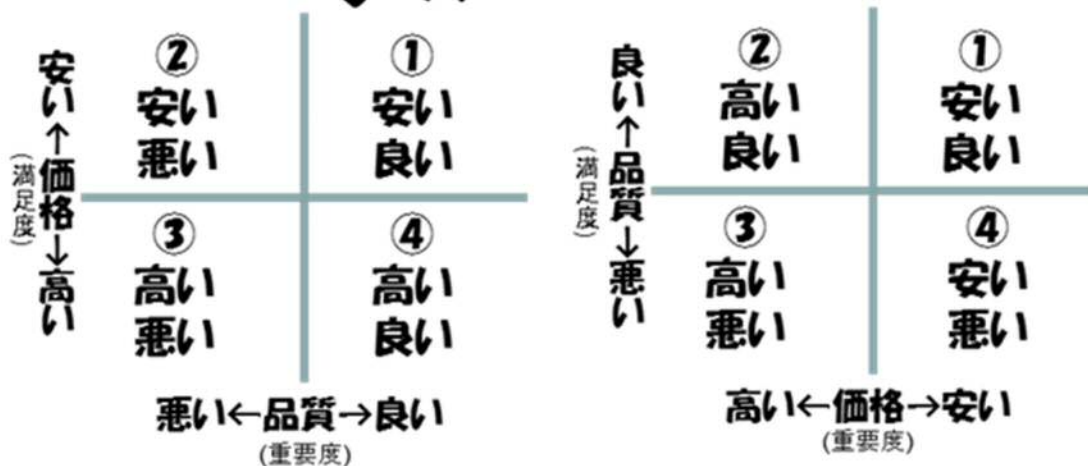 安い←価格→高い
(満足度)
②
安い
悪い
①
安い
良い
③
高い
悪い
④
高い
良い
悪い←品質→良い
(重要度)
良い←品質→悪い
(満足度)
②
高い
良い
①
安い
良い
③
高い
悪い
④
安い
悪い
高い←価格→安い
(重要度)